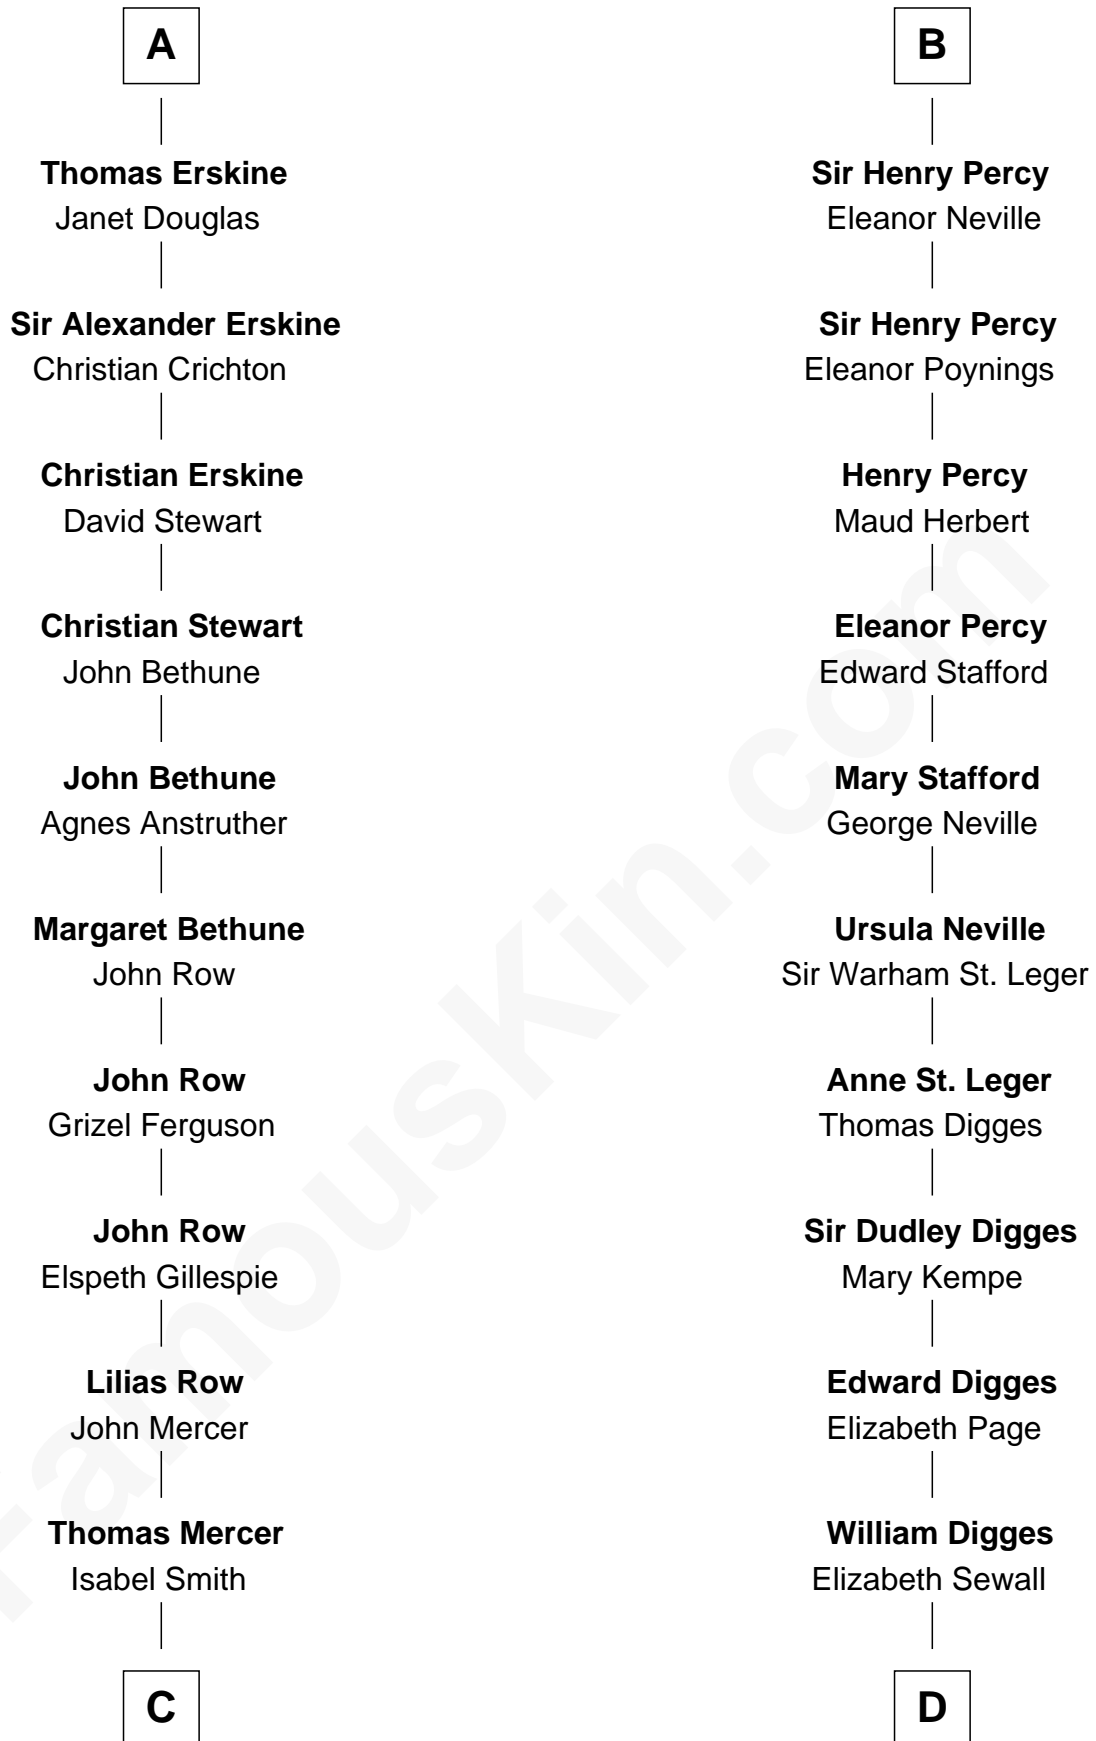 A
Thomas Erskine
Janet Douglas
Sir Alexander Erskine
Christian Crichton
Christian Erskine
David Stewart
Christian Stewart
John Bethune
John Bethune
Agnes Anstruther
Margaret Bethune
John Row
John Row
Grizel Ferguson
John Row
Elspeth Gillespie
Lilias Row
John Mercer
Thomas Mercer
Isabel Smith
C
B
Sir Henry Percy
Eleanor Neville
Sir Henry Percy
Eleanor Poynings
Henry Percy
Maud Herbert
Eleanor Percy
Edward Stafford
Mary Stafford
George Neville
Ursula Neville
Sir Warham St. Leger
Anne St. Leger
Thomas Digges
Sir Dudley Digges
Mary Kempe
Edward Digges
Elizabeth Page
William Digges
Elizabeth Sewall
D
FamousKin.com